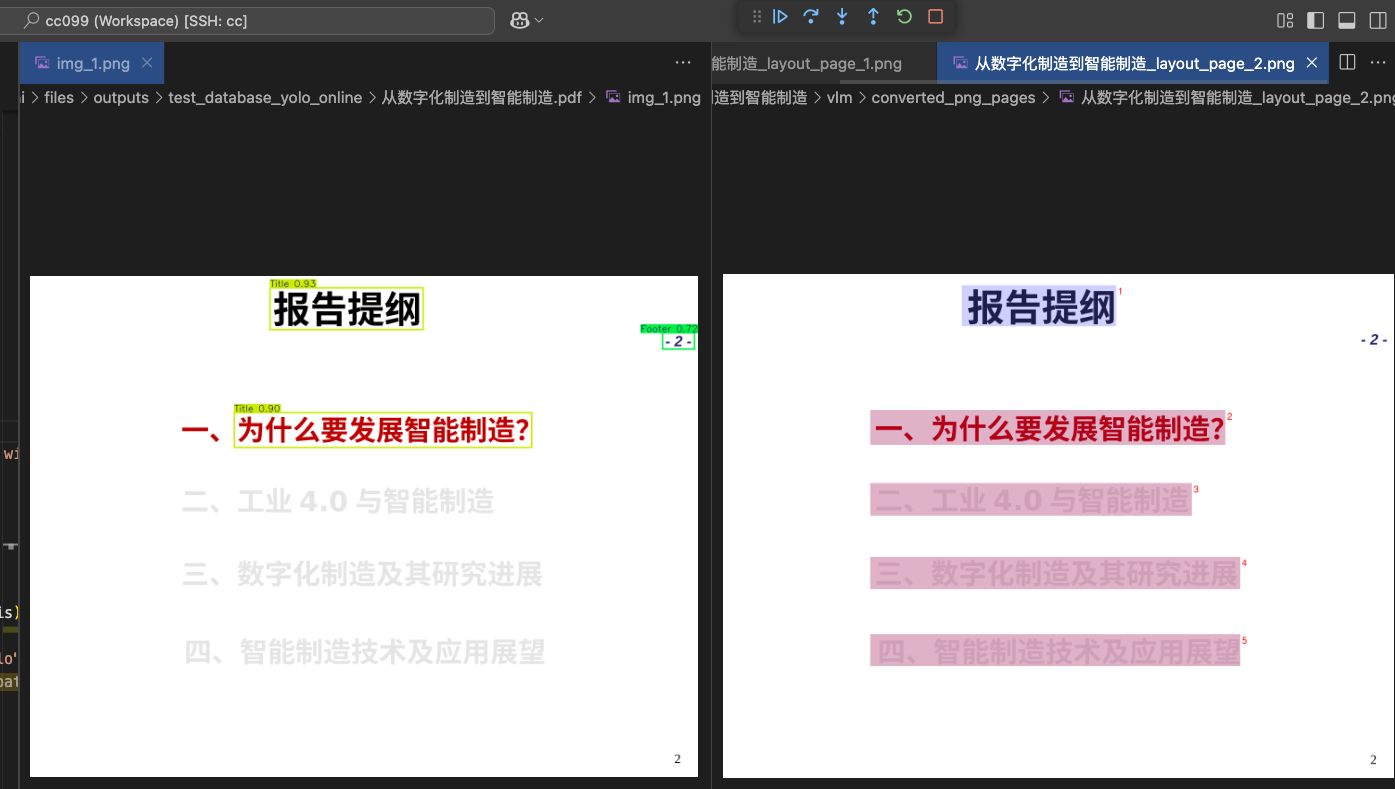 cc099 (Workspace) [SSH: cc]
img_1.png
能制造_layout_page_1.png
从数字化制造到智能制造_layout_page_2.png
i > files > outputs > test_database_yolo_online > 从数字化制造到智能制造.pdf > img_1.png
造到智能制造 > vlm > converted_png_pages > 从数字化制造到智能制造_layout_page_2.png
wi
is)
lo"
pat
Title 0.93
报告提纲
Footer 0.72
- 2 -
Title 0.90
一、为什么要发展智能制造?
二、工业 4.0 与智能制造
三、数字化制造及其研究进展
四、智能制造技术及应用展望
2
报告提纲 1
- 2 -
一、为什么要发展智能制造? 2
二、工业 4.0 与智能制造 3
三、数字化制造及其研究进展 4
四、智能制造技术及应用展望 5
2